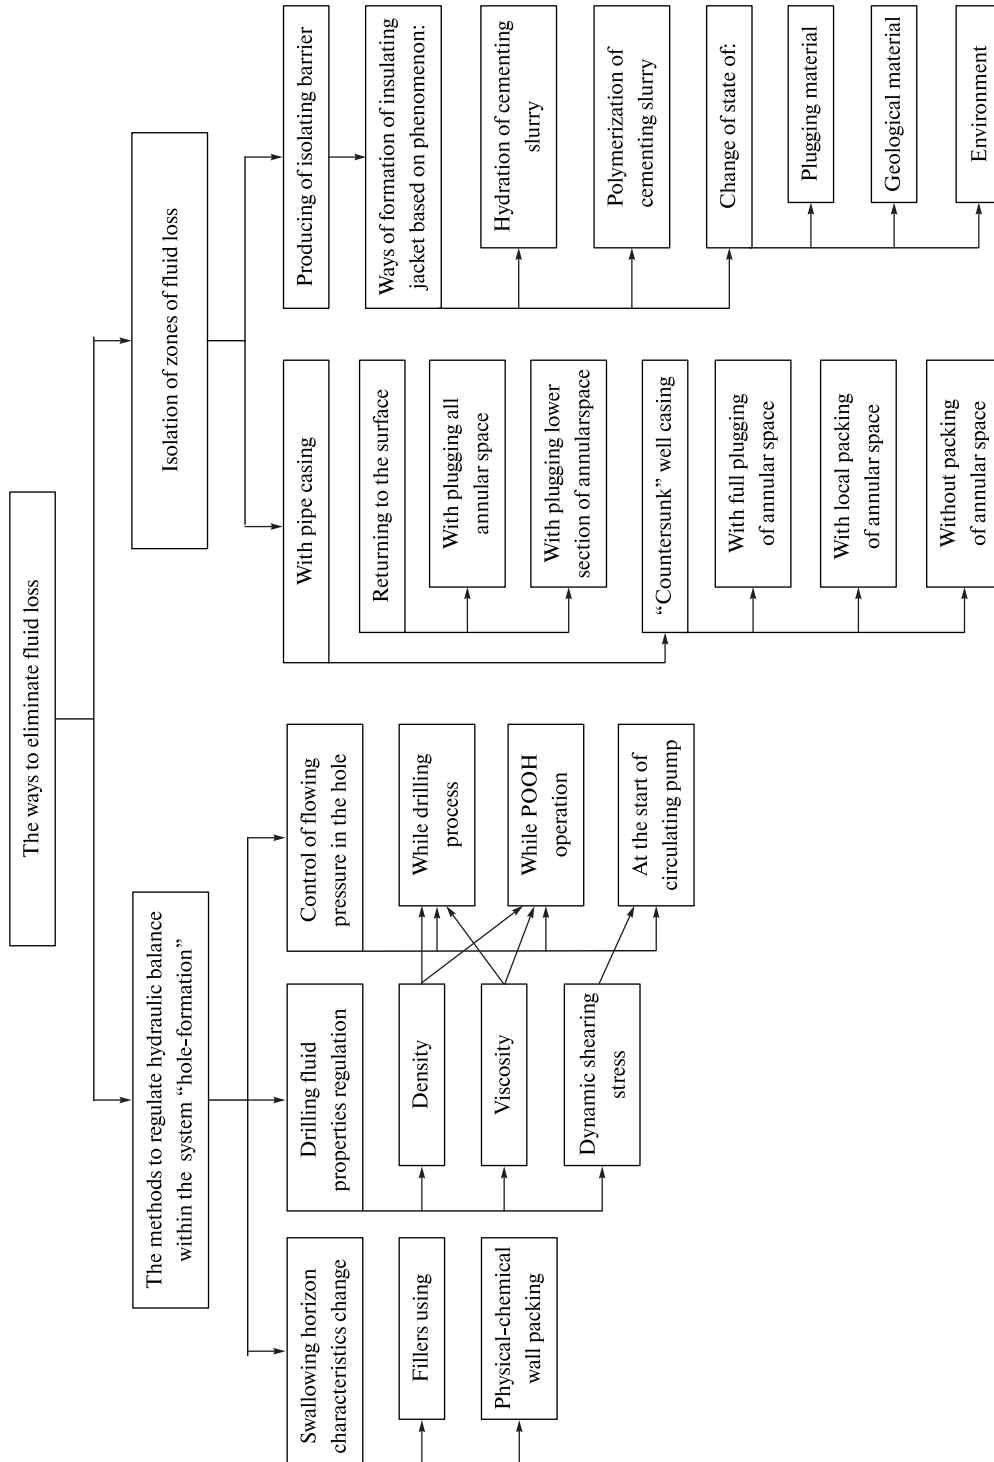 The ways to eliminate fluid loss
The methods to regulate hydraulic balance
within the system “hole-formation”
Isolation of zones of fluid loss
Swallowing horizon
characteristics change
Fillers using
Physical-chemical
wall packing
Drilling fluid
properties regulation
Density
Viscosity
Dynamic shearing
stress
Control of flowing
pressure in the hole
While drilling
process
While POOH
operation
At the start of
circulating pump
With pipe casing
Returning to the surface
With plugging all
annular space
With plugging lower
section of annularspace
“Countersunk” well casing
With full plugging
of annular space
With local packing
of annular space
Without packing
of annular space
Producing of isolating barrier
Ways of formation of insulating
jacket based on phenomenon:
Hydration of cementing
slurry
Polymerization of
cementing slurry
Change of state of:
Plugging material
Geological material
Environment